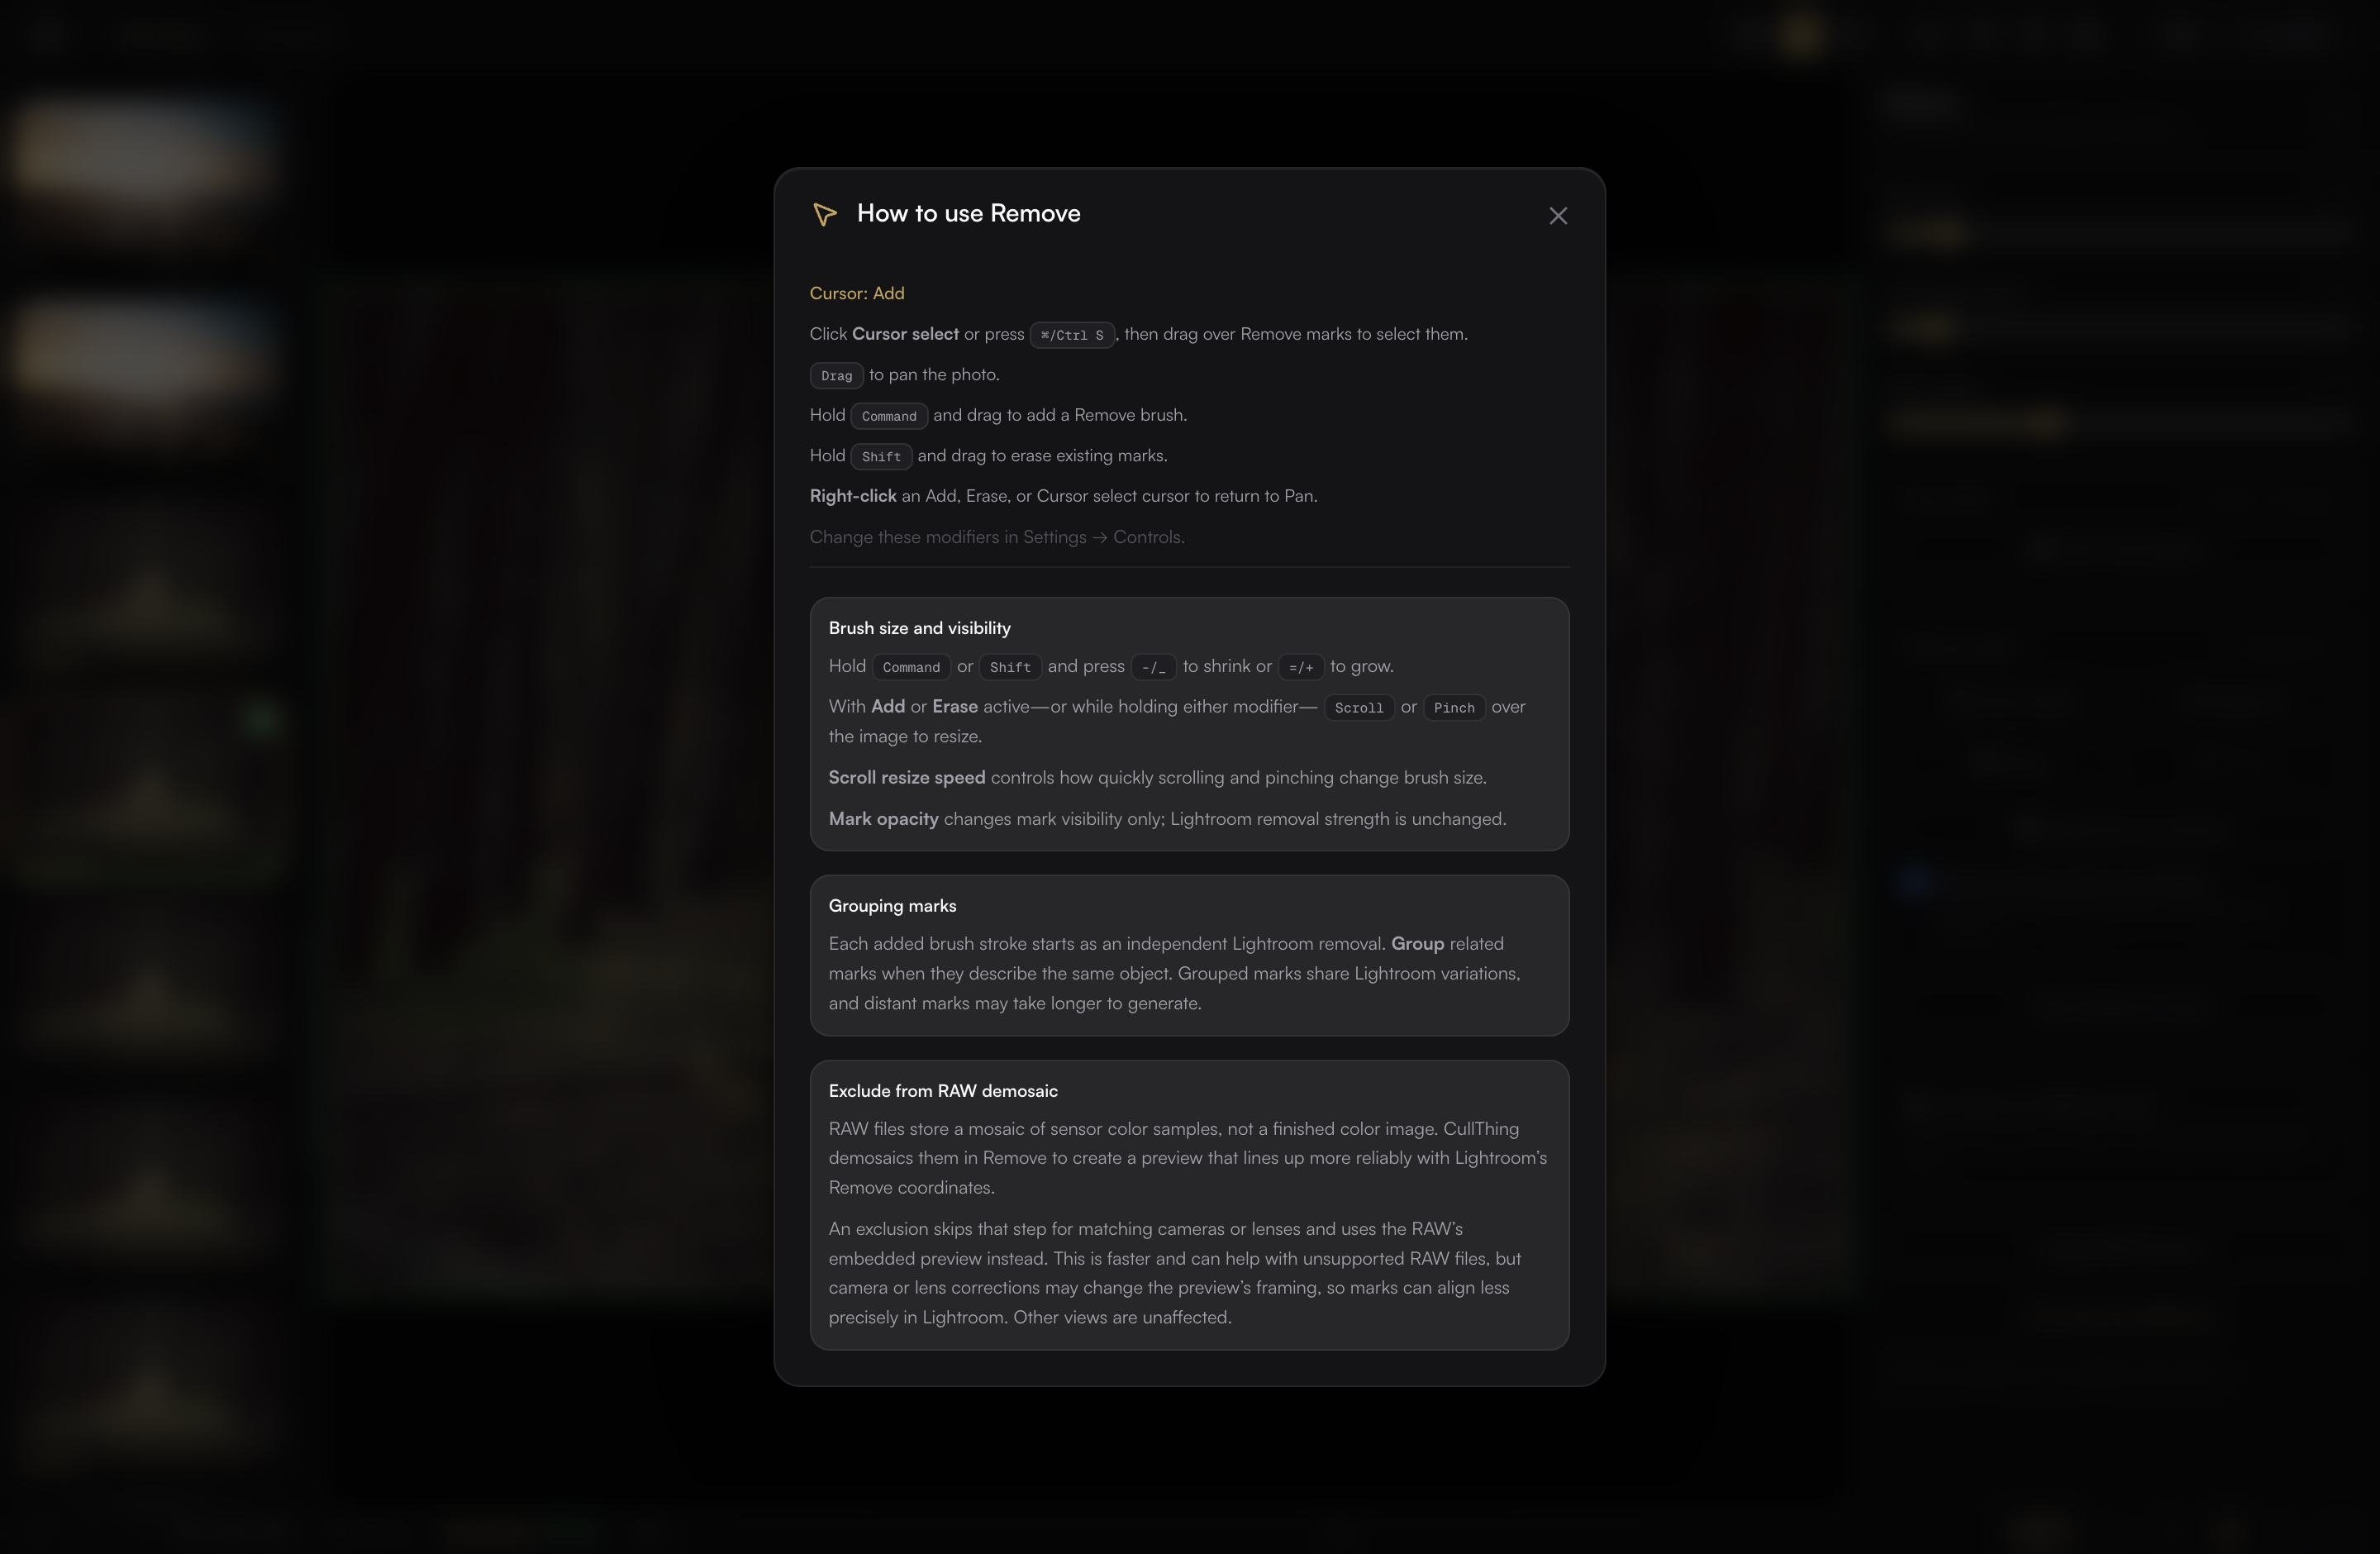 How to use Remove
Cursor: Add
Click Cursor select or press ⌘/Ctrl S, then drag over Remove marks to select them.
Drag to pan the photo.
Hold Command and drag to add a Remove brush.
Hold Shift and drag to erase existing marks.
Right-click an Add, Erase, or Cursor select cursor to return to Pan.
Change these modifiers in Settings → Controls.
Brush size and visibility
Hold Command or Shift and press -/_ to shrink or =/+ to grow.
With Add or Erase active—or while holding either modifier— Scroll or Pinch over
the image to resize.
Scroll resize speed controls how quickly scrolling and pinching change brush size.
Mark opacity changes mark visibility only; Lightroom removal strength is unchanged.
Grouping marks
Each added brush stroke starts as an independent Lightroom removal. Group related
marks when they describe the same object. Grouped marks share Lightroom variations,
and distant marks may take longer to generate.
Exclude from RAW demosaic
RAW files store a mosaic of sensor color samples, not a finished color image. CullThing
demosaics them in Remove to create a preview that lines up more reliably with Lightroom’s
Remove coordinates.
An exclusion skips that step for matching cameras or lenses and uses the RAW’s
embedded preview instead. This is faster and can help with unsupported RAW files, but
camera or lens corrections may change the preview’s framing, so marks can align less
precisely in Lightroom. Other views are unaffected.